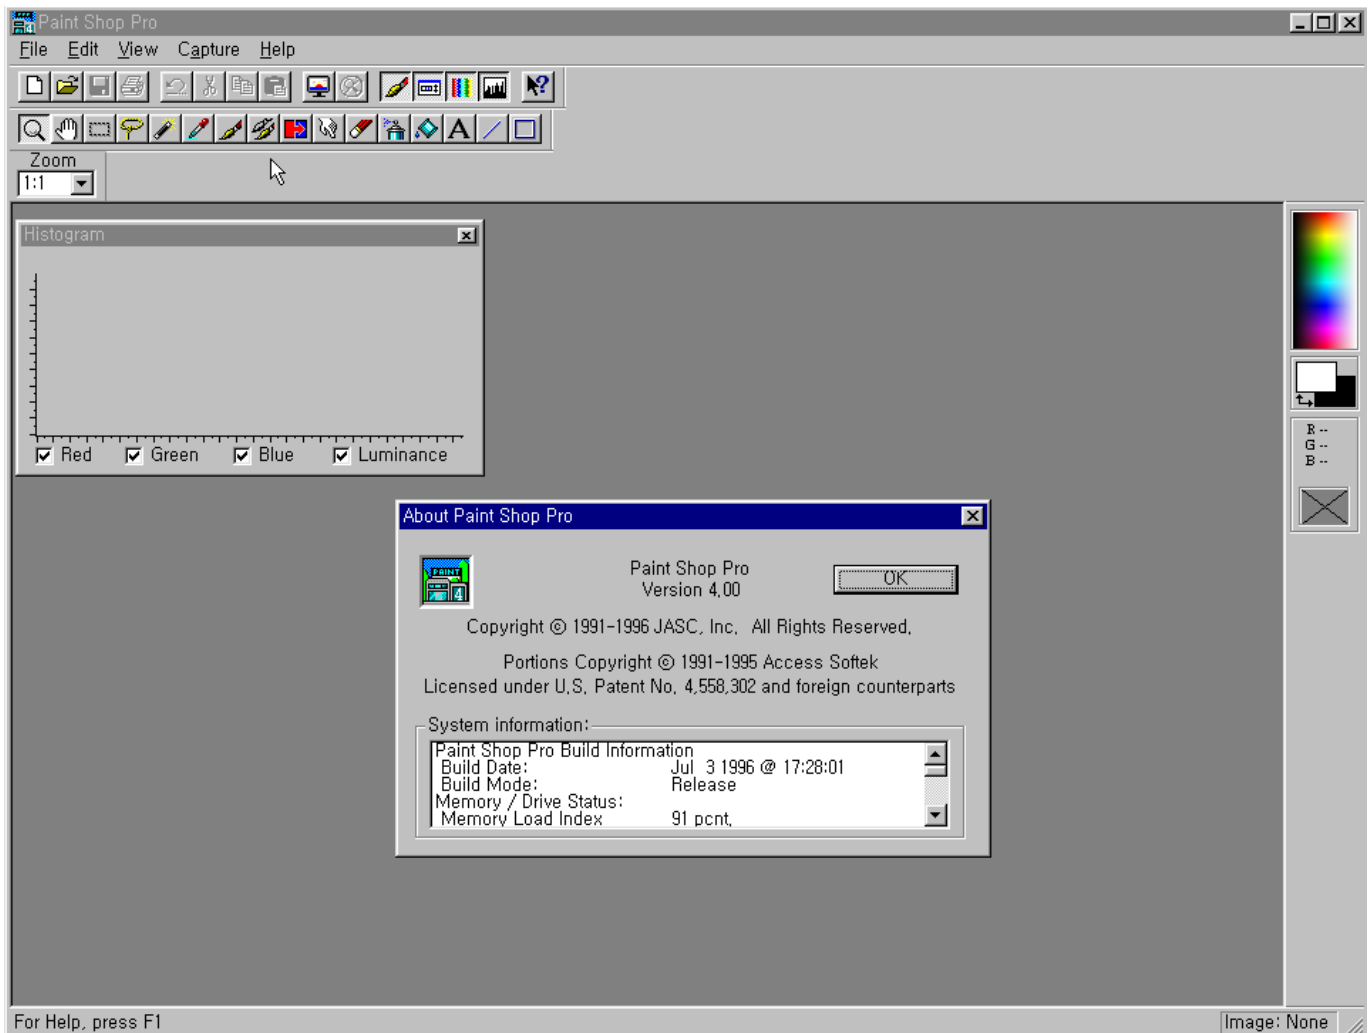 Paint Shop Pro
File Edit View Capture Help
Zoom
1:1
Histogram
Red Green Blue Luminance
R --
G --
B --
About Paint Shop Pro
PAINT
4
Paint Shop Pro
Version 4.00
OK
Copyright © 1991-1996 JASC, Inc. All Rights Reserved.
Portions Copyright © 1991-1995 Access Softek
Licensed under U.S. Patent No. 4,558,302 and foreign counterparts
System information:
Paint Shop Pro Build Information
Build Date: Jul 3 1996 @ 17:28:01
Build Mode: Release
Memory / Drive Status:
Memory Load Index 91 pcnt.
For Help, press F1
Image: None